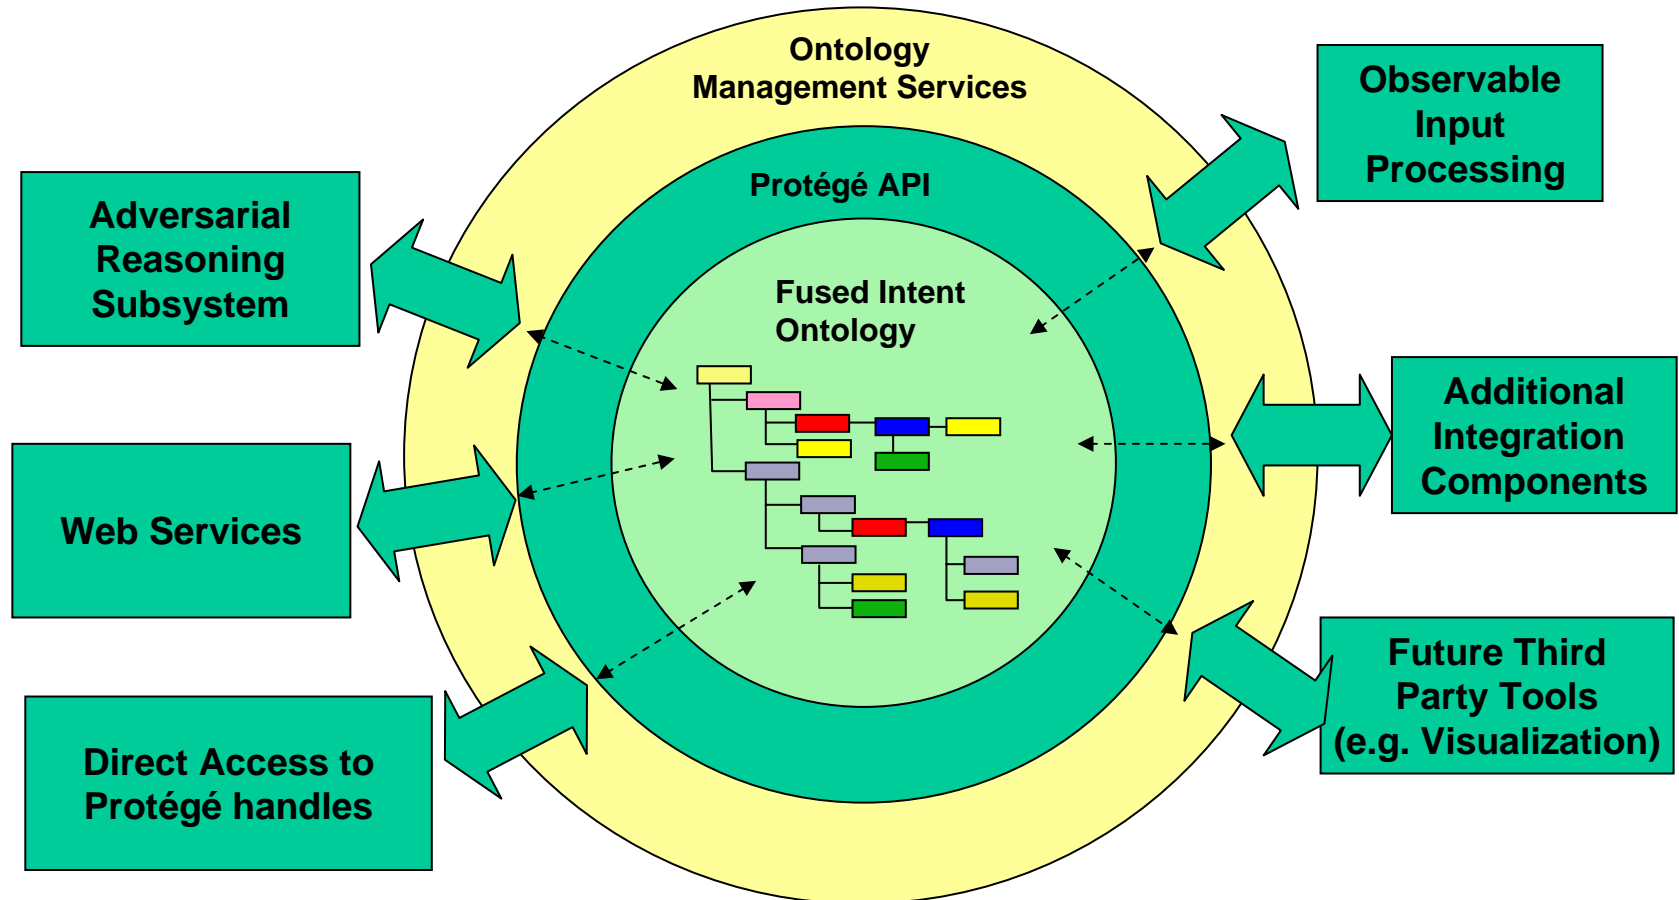 Ontology
Management Services
Protégé API
Fused Intent
Ontology
Adversarial
Reasoning
Subsystem
Web Services
Direct Access to
Protégé handles
Observable
Input
Processing
Additional
Integration
Components
Future Third
Party Tools
(e.g. Visualization)